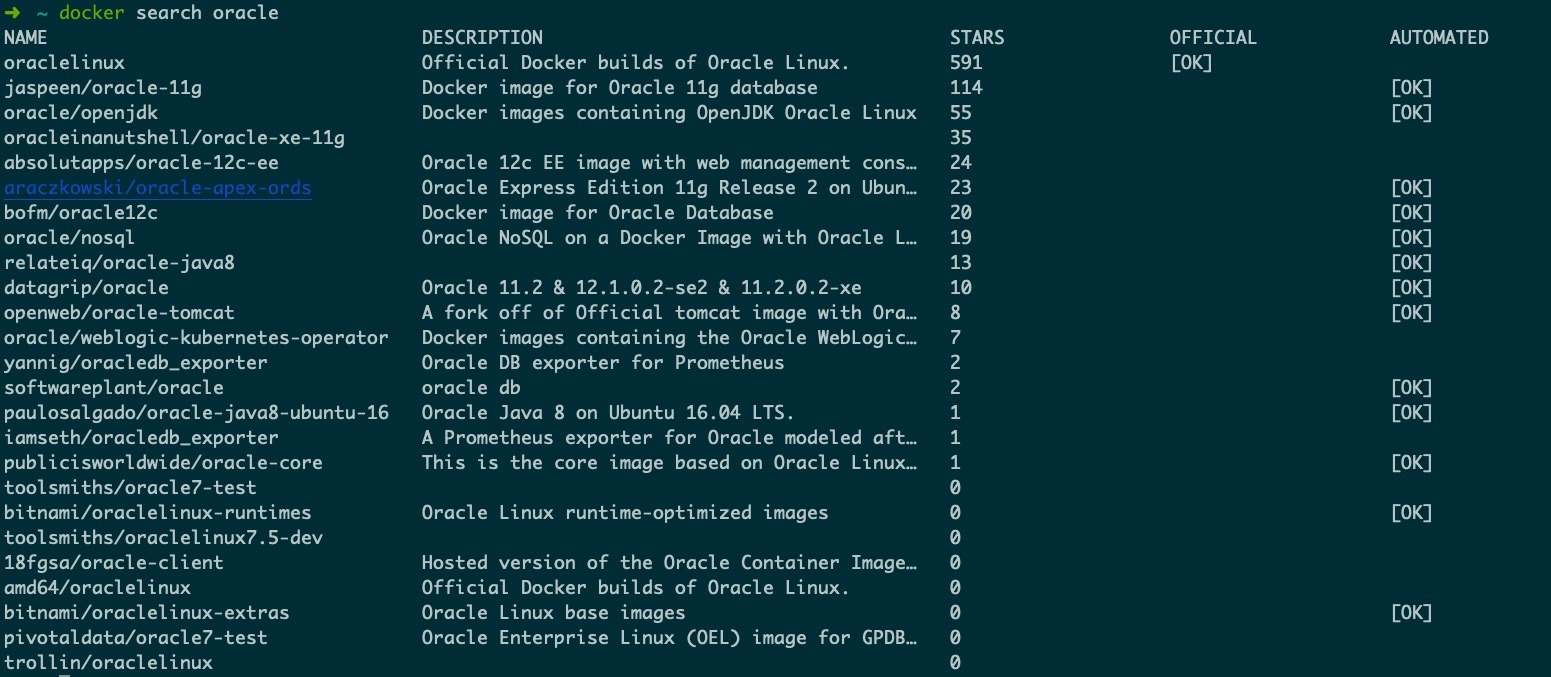 ➜ ~ docker search oracle
NAME DESCRIPTION STARS OFFICIAL AUTOMATED
oraclelinux Official Docker builds of Oracle Linux. 591 [OK]
jaspeen/oracle-11g Docker image for Oracle 11g database 114 [OK]
oracle/openjdk Docker images containing OpenJDK Oracle Linux 55 [OK]
oracleinanutshell/oracle-xe-11g 35
absolutapps/oracle-12c-ee Oracle 12c EE image with web management cons… 24
araczkowski/oracle-apex-ords Oracle Express Edition 11g Release 2 on Ubun… 23 [OK]
bofm/oracle12c Docker image for Oracle Database 20 [OK]
oracle/nosql Oracle NoSQL on a Docker Image with Oracle L… 19 [OK]
relateiq/oracle-java8 13 [OK]
datagrip/oracle Oracle 11.2 & 12.1.0.2-se2 & 11.2.0.2-xe 10 [OK]
openweb/oracle-tomcat A fork off of Official tomcat image with Ora… 8 [OK]
oracle/weblogic-kubernetes-operator Docker images containing the Oracle WebLogic… 7
yannig/oracledb_exporter Oracle DB exporter for Prometheus 2
softwareplant/oracle oracle db 2 [OK]
paulosalgado/oracle-java8-ubuntu-16 Oracle Java 8 on Ubuntu 16.04 LTS. 1 [OK]
iamseth/oracledb_exporter A Prometheus exporter for Oracle modeled aft… 1
publicisworldwide/oracle-core This is the core image based on Oracle Linux… 1 [OK]
toolsmiths/oracle7-test 0
bitnami/oraclelinux-runtimes Oracle Linux runtime-optimized images 0 [OK]
toolsmiths/oraclelinux7.5-dev 0
18fgsa/oracle-client Hosted version of the Oracle Container Image… 0
amd64/oraclelinux Official Docker builds of Oracle Linux. 0
bitnami/oraclelinux-extras Oracle Linux base images 0 [OK]
pivotaldata/oracle7-test Oracle Enterprise Linux (OEL) image for GPDB… 0
trollin/oraclelinux 0